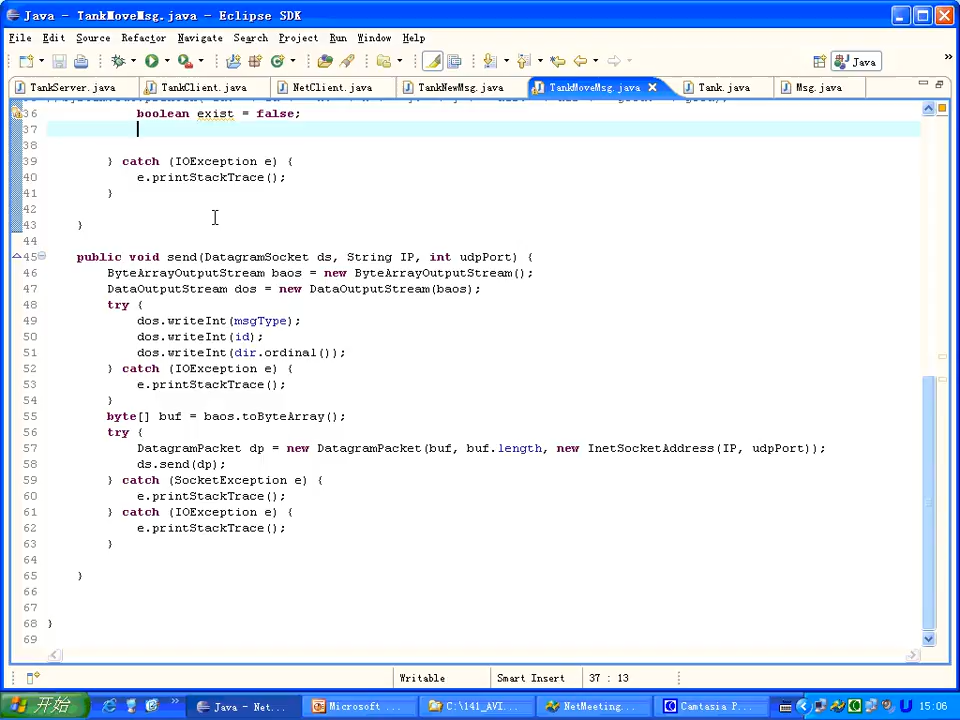 Java - TankMoveMsg.java - Eclipse SDK
File Edit Source Refactor Navigate Search Project Run Window Help
Java
TankServer.java TankClient.java NetClient.java TankNewMsg.java TankMoveMsg.java Tank.java Msg.java
36 boolean exist = false;
37
38
39 } catch (IOException e) {
40 e.printStackTrace();
41 }
42
43 }
44
45 public void send(DatagramSocket ds, String IP, int udpPort) {
46 ByteArrayOutputStream baos = new ByteArrayOutputStream();
47 DataOutputStream dos = new DataOutputStream(baos);
48 try {
49 dos.writeInt(msgType);
50 dos.writeInt(id);
51 dos.writeInt(dir.ordinal());
52 } catch (IOException e) {
53 e.printStackTrace();
54 }
55 byte[] buf = baos.toByteArray();
56 try {
57 DatagramPacket dp = new DatagramPacket(buf, buf.length, new InetSocketAddress(IP, udpPort));
58 ds.send(dp);
59 } catch (SocketException e) {
60 e.printStackTrace();
61 } catch (IOException e) {
62 e.printStackTrace();
63 }
64
65 }
66
67
68 }
69
Writable Smart Insert 37 : 13
开始 Java - Net... Microsoft ... C:\141_AVI... NetMeeting... Camtasia P... 15:06